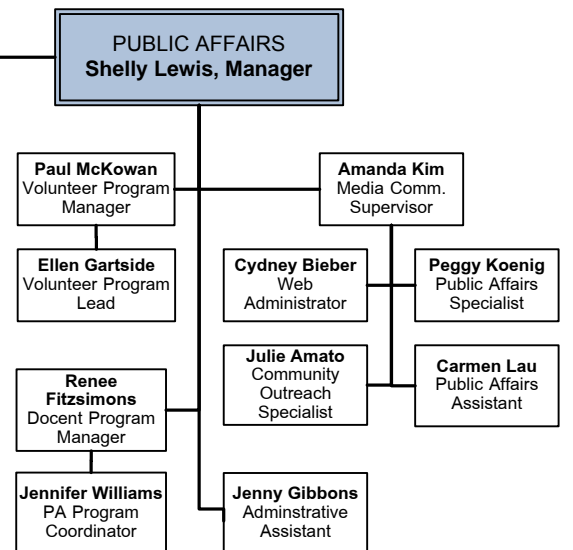 PUBLIC AFFAIRS
Shelly Lewis, Manager
Paul McKowan
Volunteer Program
Manager
Amanda Kim
Media Comm.
Supervisor
Ellen Gartside
Volunteer Program
Lead
Cydney Bieber
Web
Administrator
Peggy Koenig
Public Affairs
Specialist
Julie Amato
Community
Outreach
Specialist
Carmen Lau
Public Affairs
Assistant
Renee
Fitzsimons
Docent Program
Manager
Jennifer Williams
PA Program
Coordinator
Jenny Gibbons
Adminstrative
Assistant